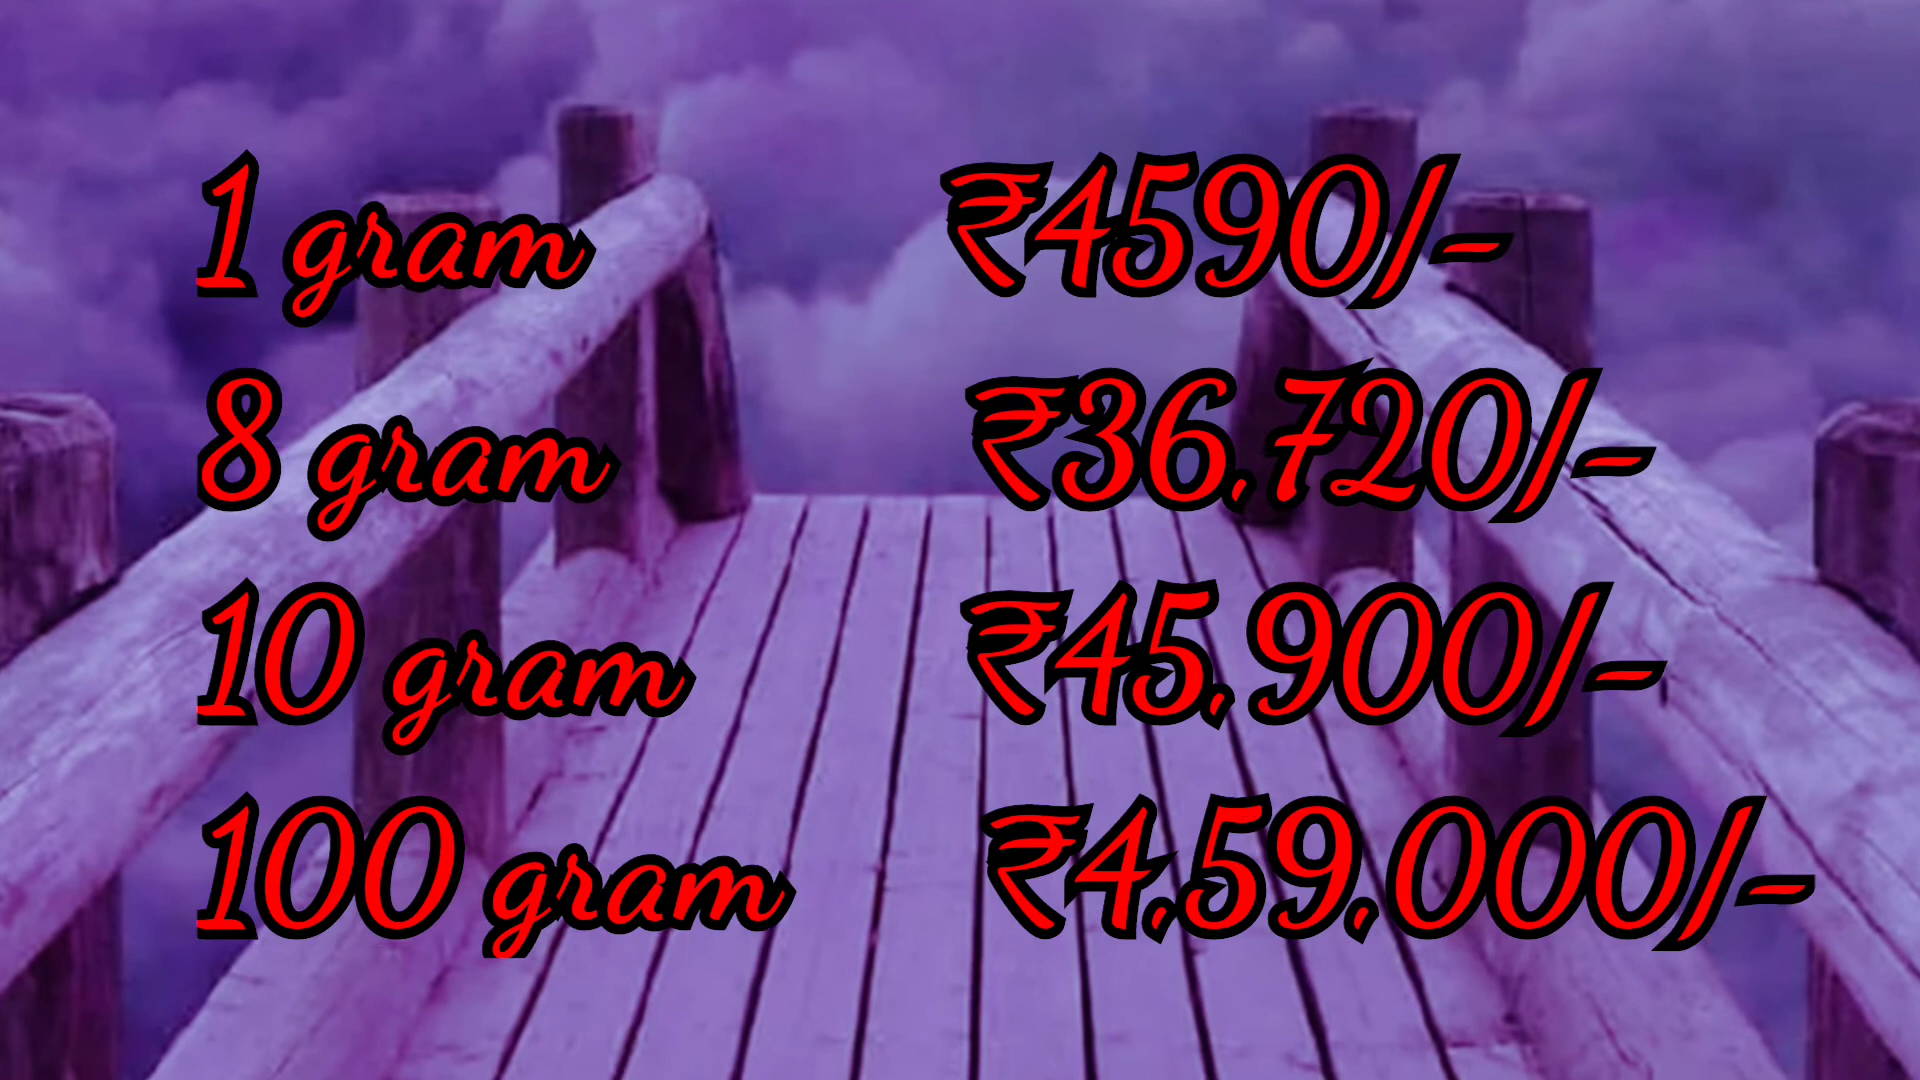 1 gram ₹4590/-
8 gram ₹36,720/-
10 gram ₹45,900/-
100 gram ₹4,59,000/-